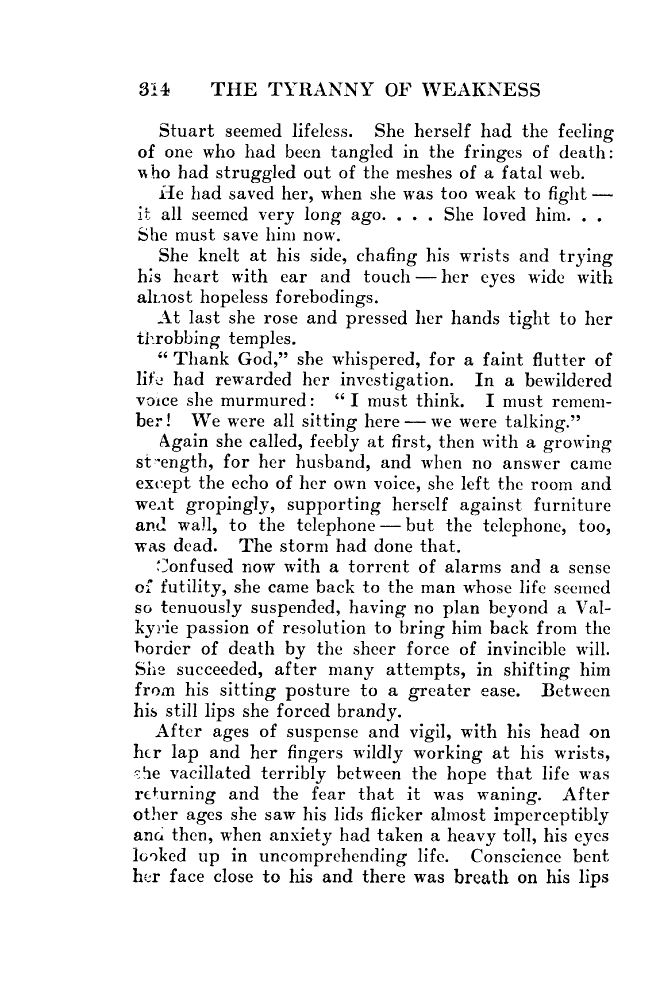 314 THE TYRANNY OF WEAKNESS
Stuart seemed lifeless. She herself had the feeling
of one who had been tangled in the fringes of death:
who had struggled out of the meshes of a fatal web.
He had saved her, when she was too weak to fight —
it all seemed very long ago. . . . She loved him. . .
She must save him now.
She knelt at his side, chafing his wrists and trying
his heart with ear and touch — her eyes wide with
almost hopeless forebodings.
At last she rose and pressed her hands tight to her
throbbing temples.
“ Thank God,” she whispered, for a faint flutter of
life had rewarded her investigation. In a bewildered
voice she murmured: “ I must think. I must remem-
ber! We were all sitting here — we were talking.”
Again she called, feebly at first, then with a growing
strength, for her husband, and when no answer came
except the echo of her own voice, she left the room and
went gropingly, supporting herself against furniture
and wall, to the telephone — but the telephone, too,
was dead. The storm had done that.
Confused now with a torrent of alarms and a sense
of futility, she came back to the man whose life seemed
so tenuously suspended, having no plan beyond a Val-
kyrie passion of resolution to bring him back from the
border of death by the sheer force of invincible will.
She succeeded, after many attempts, in shifting him
from his sitting posture to a greater ease. Between
his still lips she forced brandy.
After ages of suspense and vigil, with his head on
her lap and her fingers wildly working at his wrists,
she vacillated terribly between the hope that life was
returning and the fear that it was waning. After
other ages she saw his lids flicker almost imperceptibly
and then, when anxiety had taken a heavy toll, his eyes
looked up in uncomprehending life. Conscience bent
her face close to his and there was breath on his lips